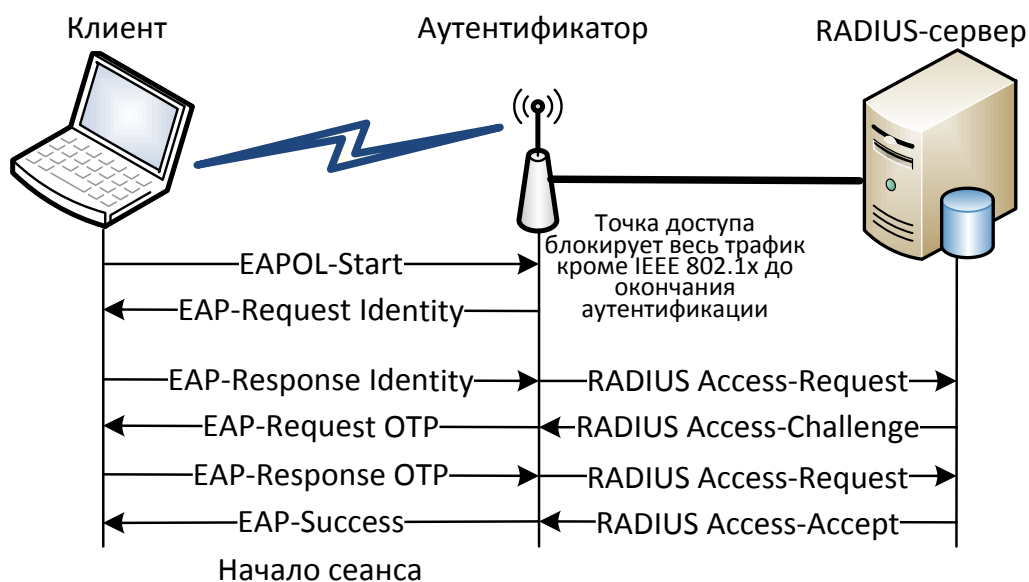 Клиент
Аутентификатор
RADIUS-сервер
Точка доступа
блокирует весь трафик
кроме IEEE 802.1x до
окончания
аутентификации
EAPOL-Start
EAP-Request Identity
EAP-Response Identity
RADIUS Access-Request
EAP-Request OTP
RADIUS Access-Challenge
EAP-Response OTP
RADIUS Access-Request
EAP-Success
RADIUS Access-Accept
Начало сеанса